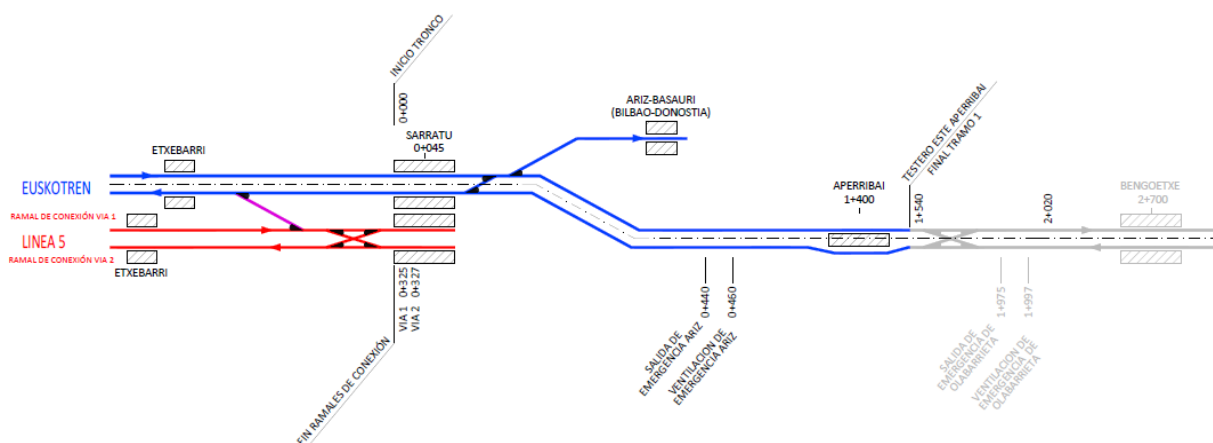 INICIO TRONCO
0+000
SARRATU
0+045
ETXEBARRI
EUSKOTREN
RAMAL DE CONEXIÓN VIA 1
LINEA 5
RAMAL DE CONEXIÓN VIA 2
ETXEBARRI
VIA 1 0+325
VIA 2 0+327
FIN RAMALES DE CONEXIÓN
ARIZ-BASAURI
(BILBAO-DONOSTIA)
APERRIBAI
1+400
TESTERO ESTE APERRIBAI
FINAL TRAMO 1
1+540
2+020
BENGOETXE
2+700
0+440
0+460
SALIDA DE
EMERGENCIA ARIZ
VENTILACION DE
EMERGENCIA ARIZ
1+975
1+997
SALIDA DE
EMERGENCIA DE
OLABARRIETA
VENTILACION DE
EMERGENCIA DE
OLABARRIETA